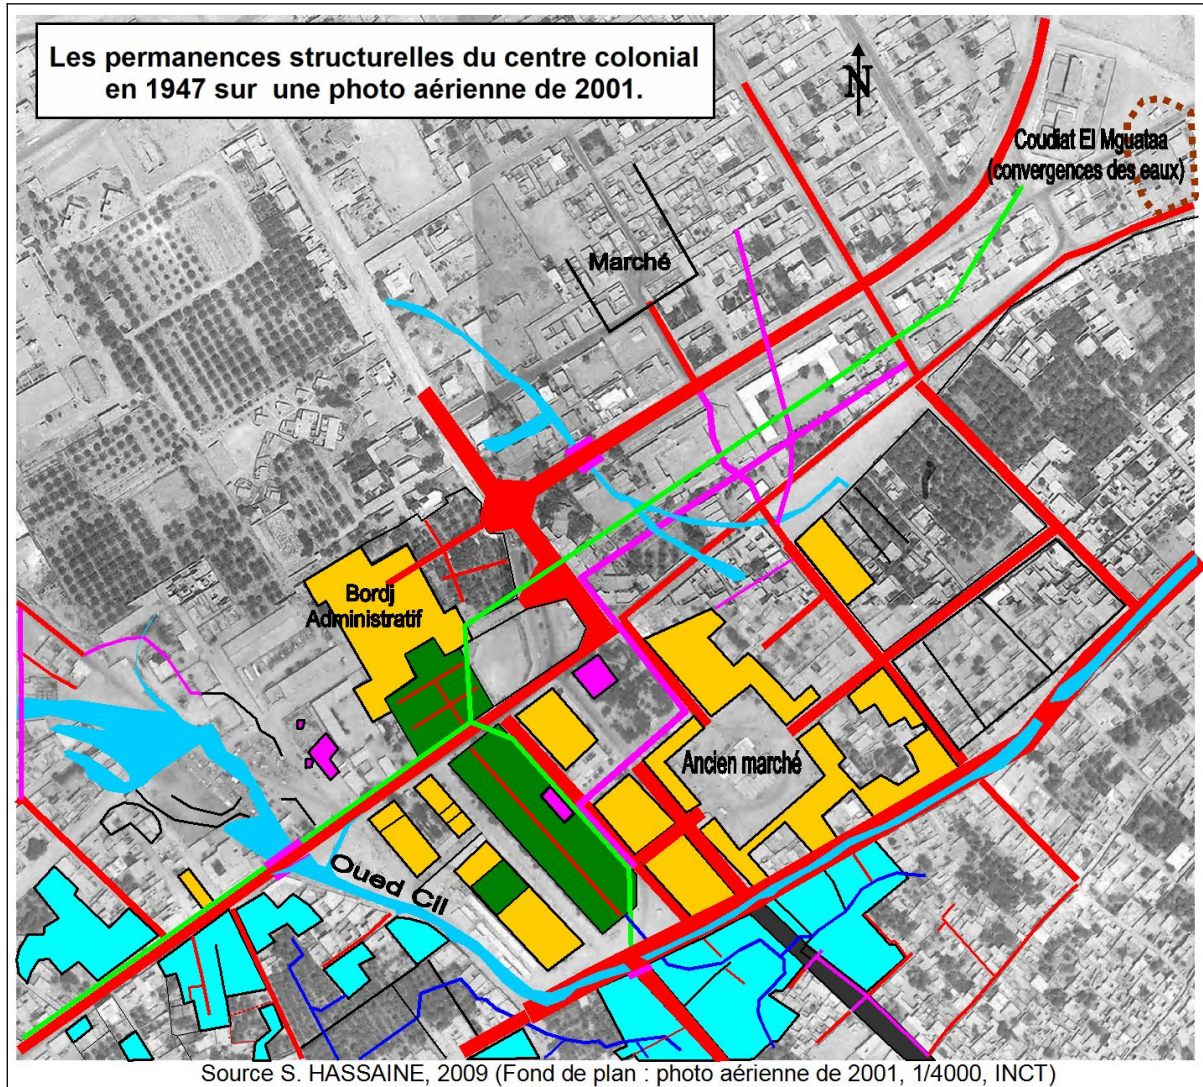 Les permanences structurelles du centre colonial
en 1947 sur une photo aérienne de 2001.
N
Coudiat El Mguataa
(convergences des eaux)
Marché
Bordj
Administratif
Ancien marché
Oued Cll
Source S. HASSAINE, 2009 (Fond de plan : photo aérienne de 2001, 1/4000, INCT)